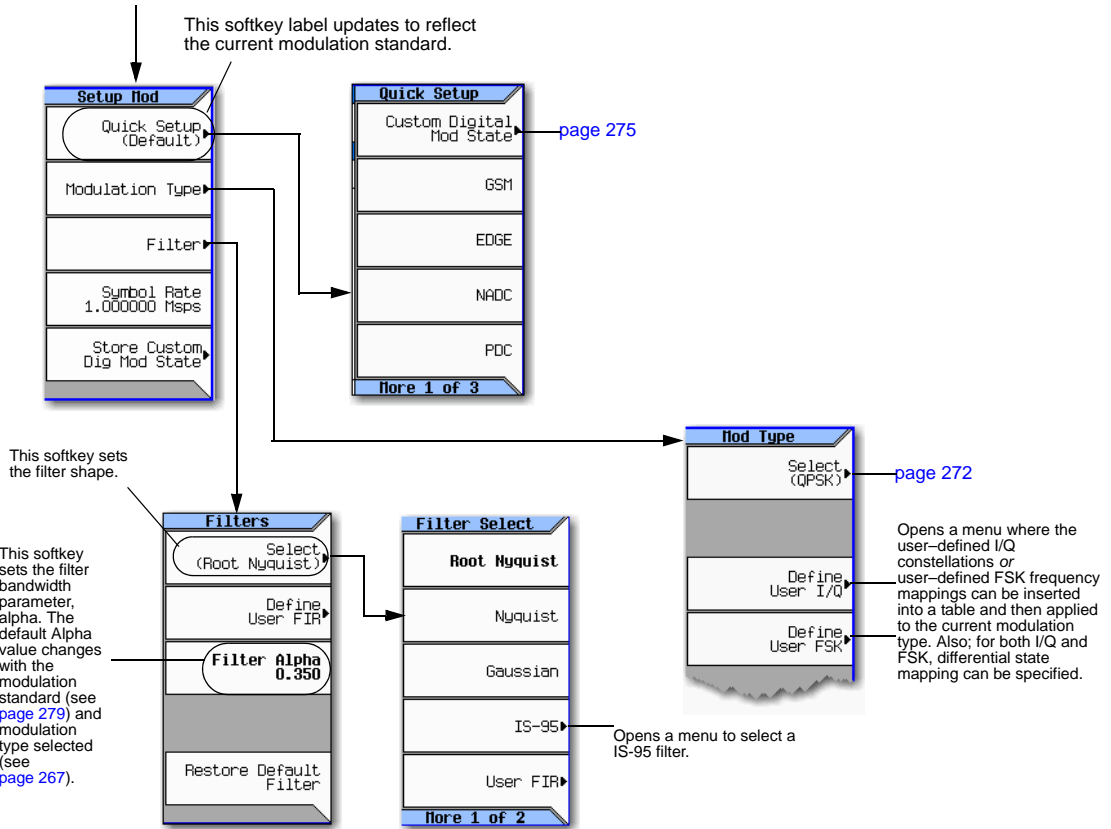 This softkey label updates to reflect
the current modulation standard.
Setup Mod
Quick Setup
(Default)
Modulation Type
Filter
Symbol Rate
1.000000 Msps
Store Custom
Dig Mod State
Quick Setup
Custom Digital
Mod State
page 275
GSM
EDGE
NADC
PDC
More 1 of 3
Mod Type
Select
(QPSK)
page 272
Define
User I/Q
Define
User FSK
Opens a menu where the
user–defined I/Q
constellations or
user–defined FSK frequency
mappings can be inserted
into a table and then applied
to the current modulation
type. Also; for both I/Q and
FSK, differential state
mapping can be specified.
This softkey sets
the filter shape.
This softkey
sets the filter
bandwidth
parameter,
alpha. The
default Alpha
value changes
with the
modulation
standard (see
page 279) and
modulation
type selected
(see
page 267).
Filters
Select
(Root Nyquist)
Define
User FIR
Filter Alpha
0.350
Restore Default
Filter
Filter Select
Root Nyquist
Nyquist
Gaussian
IS-95
User FIR
More 1 of 2
Opens a menu to select a
IS-95 filter.